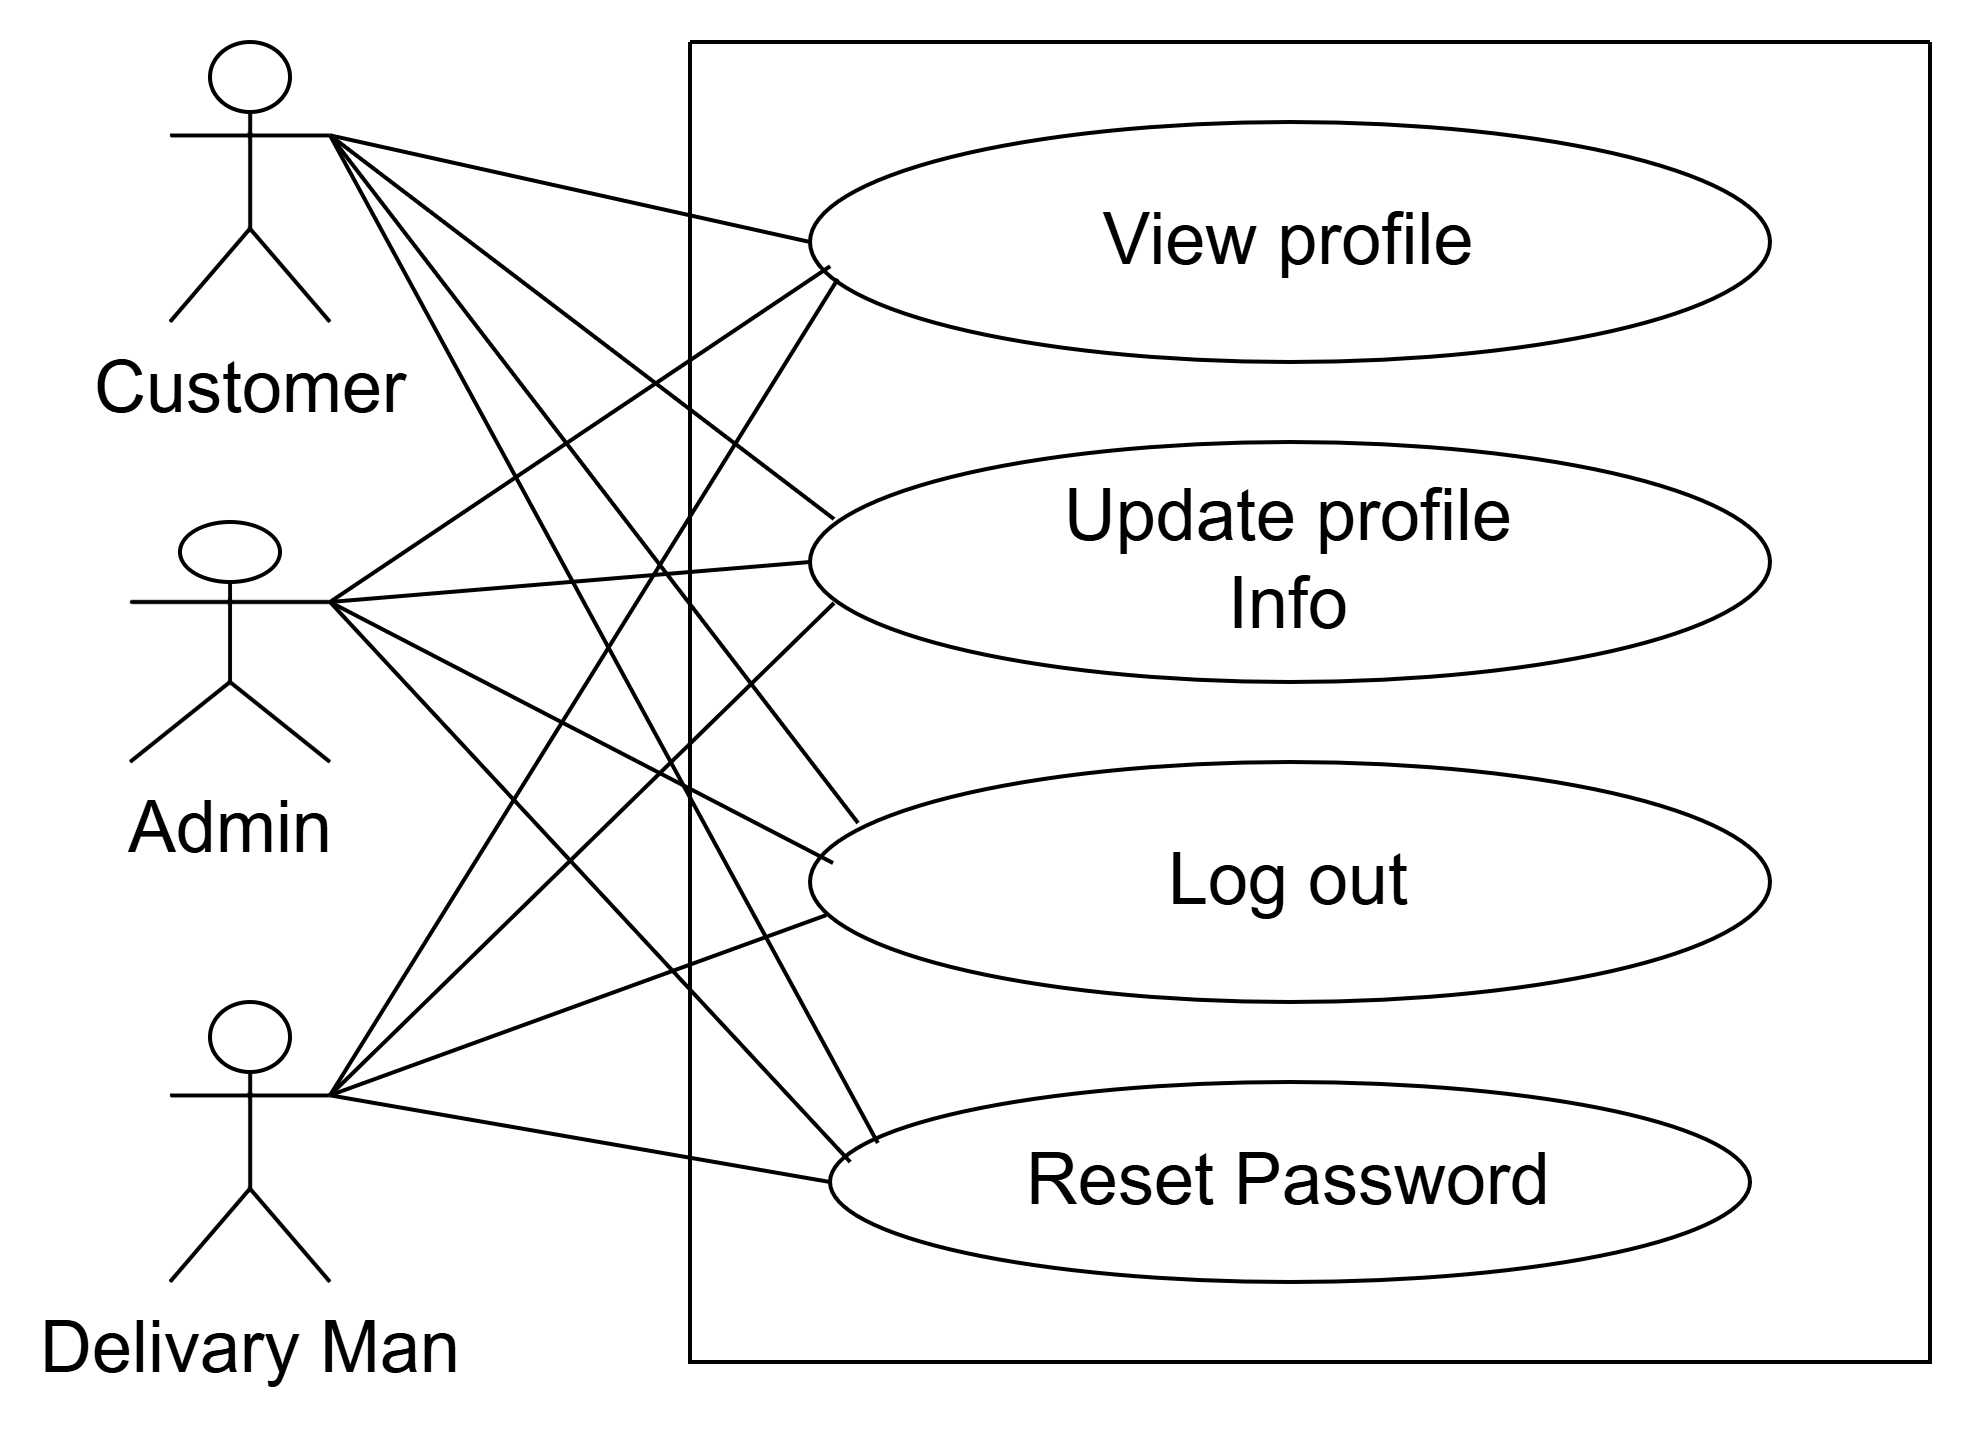 Customer
View profile
Update profile
Info
Admin
Log out
Reset Password
Delivary Man